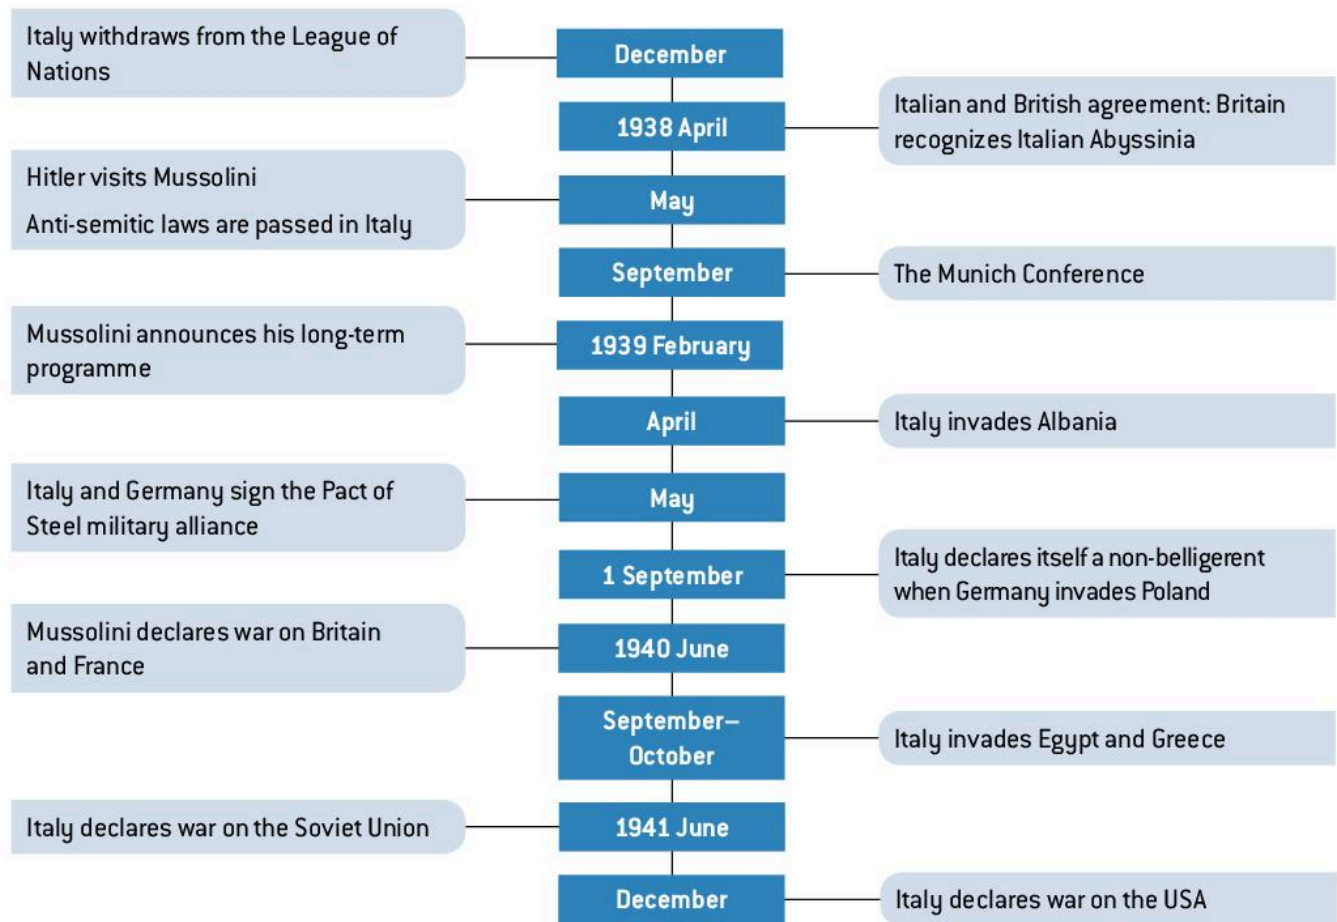 Italy withdraws from the League of
Nations
December
1938 April
Italian and British agreement: Britain
recognizes Italian Abyssinia
Hitler visits Mussolini
Anti-semitic laws are passed in Italy
May
September
The Munich Conference
Mussolini announces his long-term
programme
1939 February
April
Italy invades Albania
Italy and Germany sign the Pact of
Steel military alliance
May
1 September
Italy declares itself a non-belligerent
when Germany invades Poland
Mussolini declares war on Britain
and France
1940 June
September–
October
Italy invades Egypt and Greece
Italy declares war on the Soviet Union
1941 June
December
Italy declares war on the USA